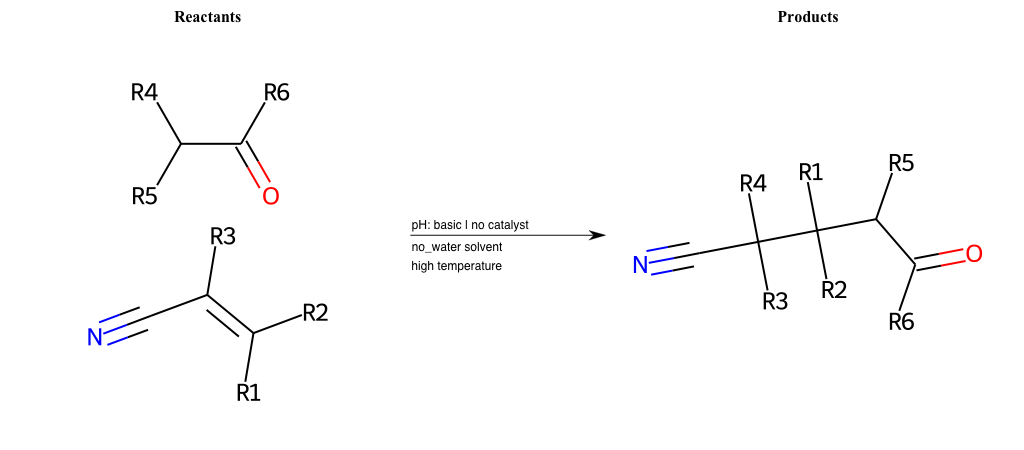 Reactants
Products
R4
R6
R5
O
R3
R2
N
R1
pH: basic | no catalyst
no_water solvent
high temperature
R5
R4
R1
O
N
R3
R2
R6